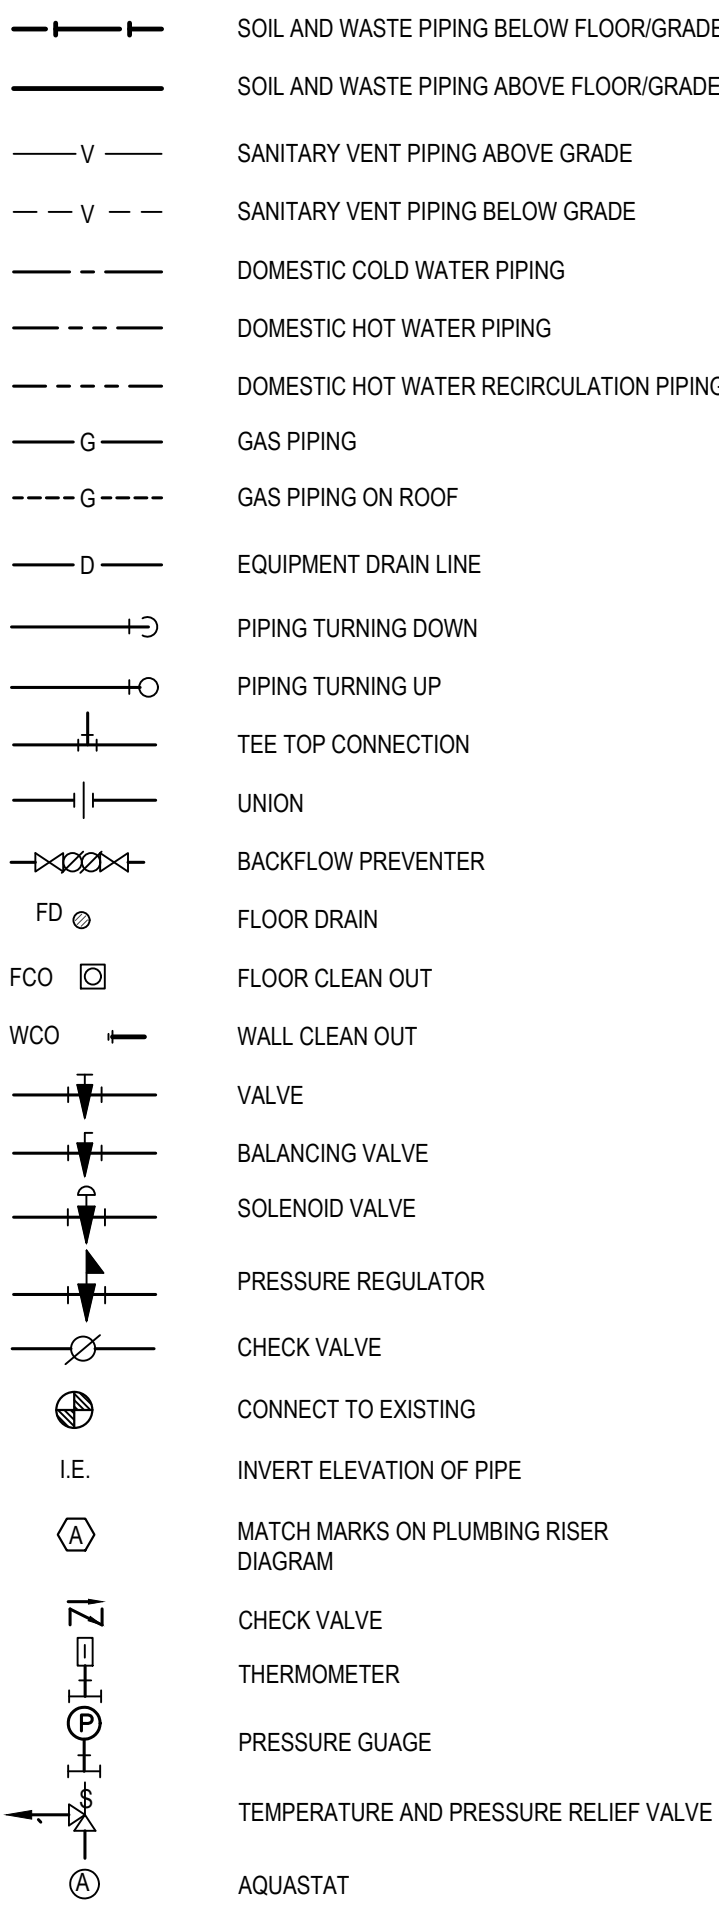 SOIL AND WASTE PIPING BELOW FLOOR/GRADE
SOIL AND WASTE PIPING ABOVE FLOOR/GRADE
V SANITARY VENT PIPING ABOVE GRADE
V SANITARY VENT PIPING BELOW GRADE
DOMESTIC COLD WATER PIPING
DOMESTIC HOT WATER PIPING
DOMESTIC HOT WATER RECIRCULATION PIPING
G GAS PIPING
G GAS PIPING ON ROOF
D EQUIPMENT DRAIN LINE
PIPING TURNING DOWN
PIPING TURNING UP
TEE TOP CONNECTION
UNION
BACKFLOW PREVENTER
FD FLOOR DRAIN
FCO FLOOR CLEAN OUT
WCO WALL CLEAN OUT
VALVE
BALANCING VALVE
SOLENOID VALVE
PRESSURE REGULATOR
CHECK VALVE
CONNECT TO EXISTING
I.E. INVERT ELEVATION OF PIPE
A MATCH MARKS ON PLUMBING RISER
DIAGRAM
CHECK VALVE
THERMOMETER
P PRESSURE GUAGE
S TEMPERATURE AND PRESSURE RELIEF VALVE
A AQUASTAT